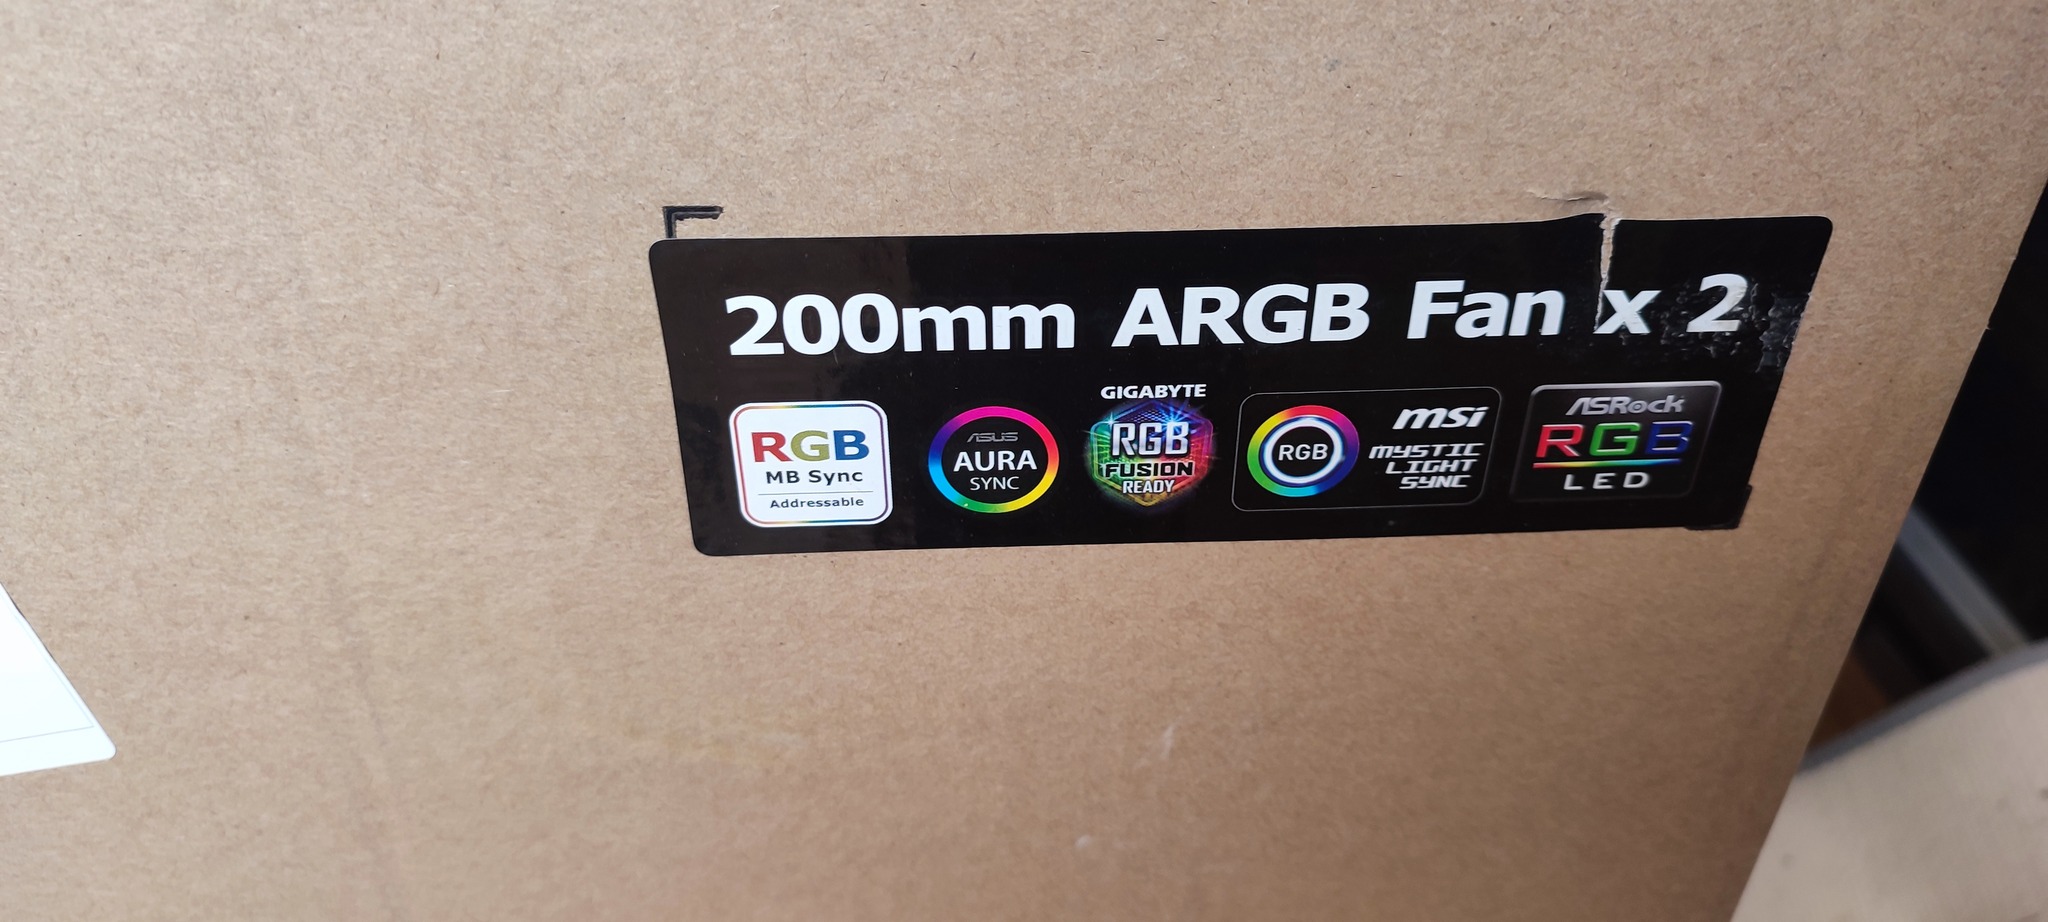 200mm ARGB Fan x 2
RGB
MB Sync
Addressable
ASUS
AURA
SYNC
GIGABYTE
RGB
FUSION
READY
RGB
msi
MYSTIC
LIGHT
SYNC
ASRock
RGB
LED